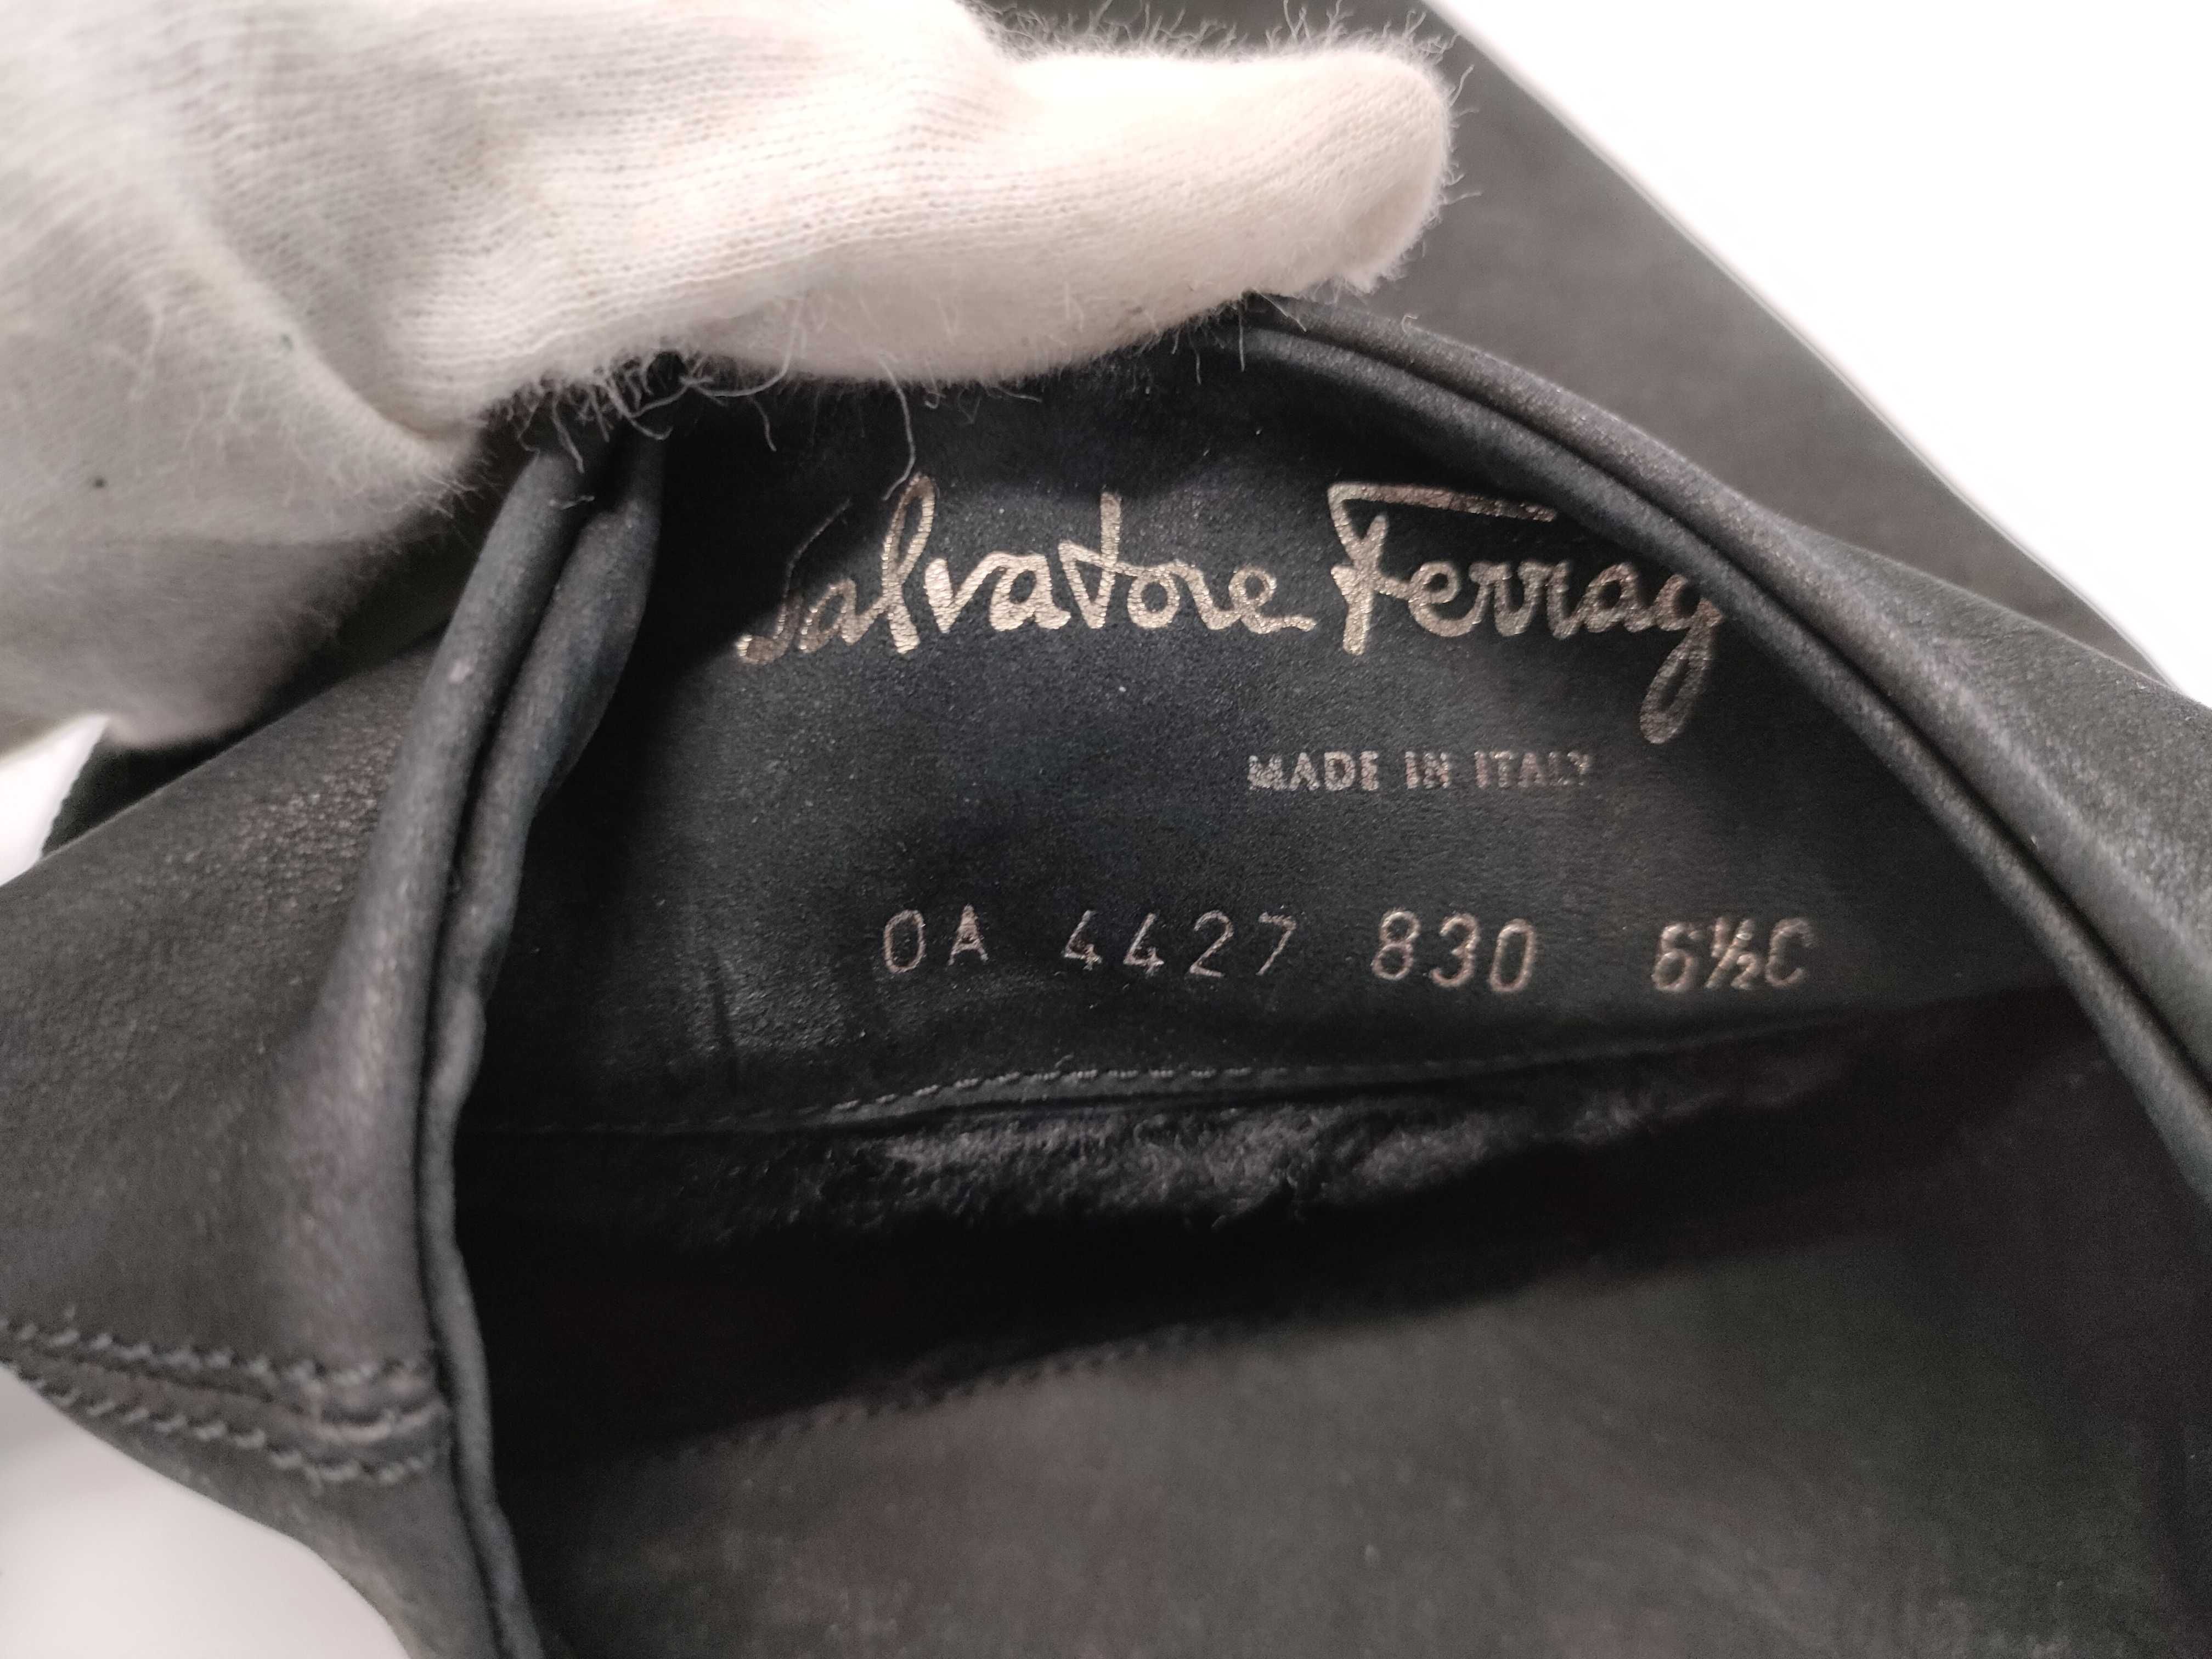 Salvatore Ferrag
MADE IN ITALY
OA 4427 830 6½C